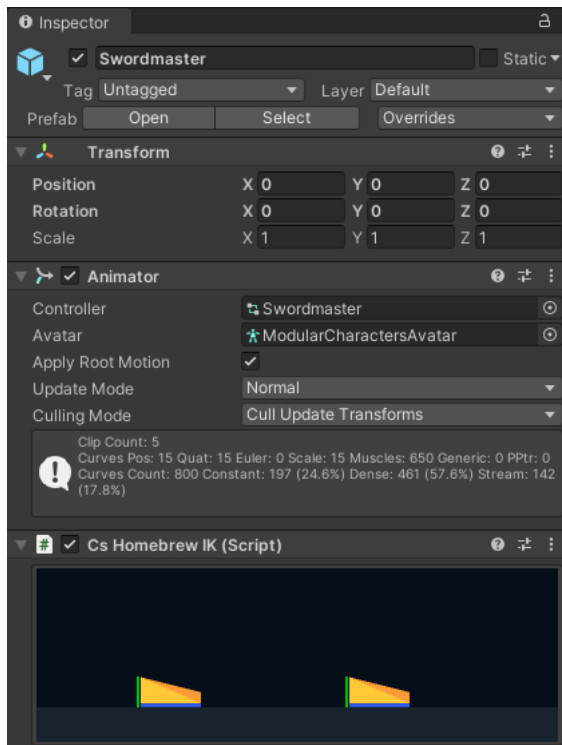 Inspector
Swordmaster Static
Tag Untagged Layer Default
Prefab Open Select Overrides
Transform
Position X 0 Y 0 Z 0
Rotation X 0 Y 0 Z 0
Scale X 1 Y 1 Z 1
Animator
Controller Swordmaster
Avatar ModularCharactersAvatar
Apply Root Motion
Update Mode Normal
Culling Mode Cull Update Transforms
Clip Count: 5
Curves Pos: 15 Quat: 15 Euler: 0 Scale: 15 Muscles: 650 Generic: 0 PPtr: 0
Curves Count: 800 Constant: 197 (24.6%) Dense: 461 (57.6%) Stream: 142
(17.8%)
# Cs Homebrew IK (Script)